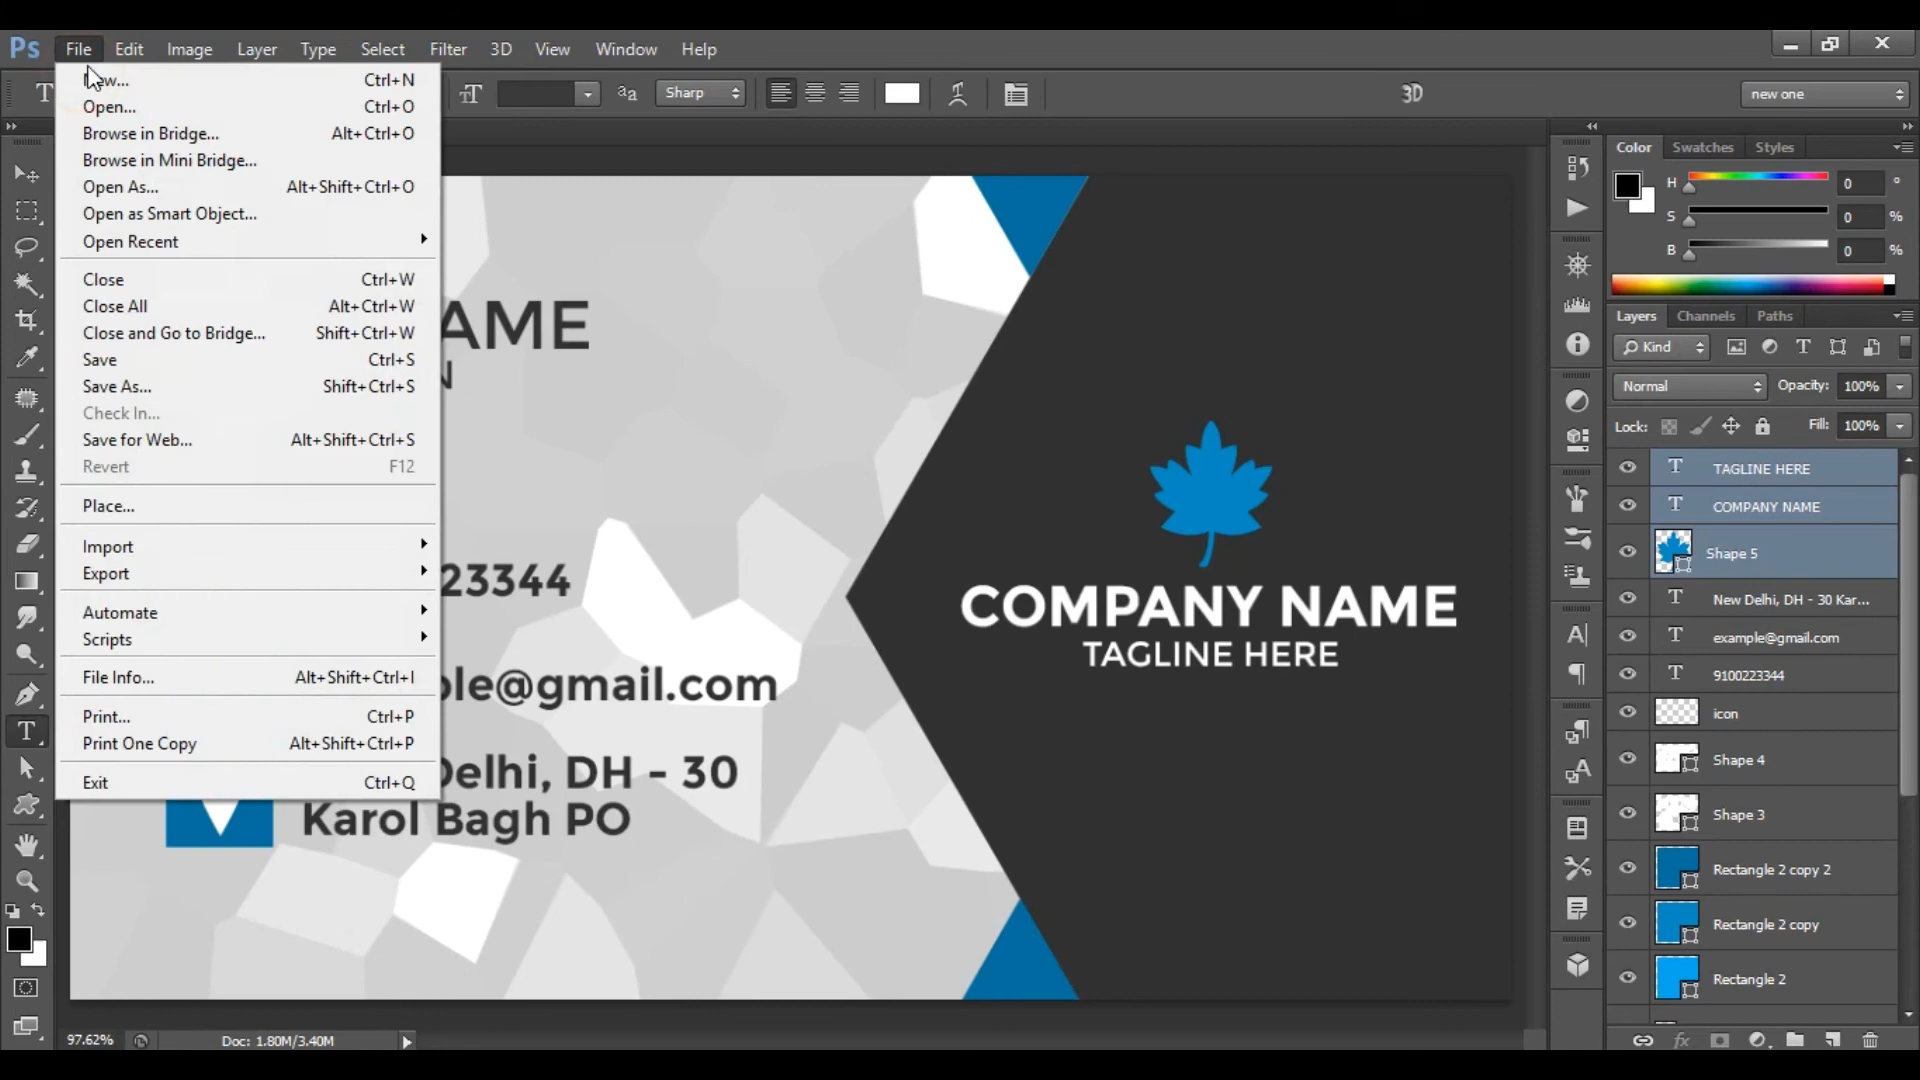 Ps File Edit Image Layer Type Select Filter 3D View Window Help
T Sharp 3D new one
New... Ctrl+N
Open... Ctrl+O
Browse in Bridge... Alt+Ctrl+O
Browse in Mini Bridge...
Open As... Alt+Shift+Ctrl+O
Open as Smart Object...
Open Recent
Close Ctrl+W
Close All Alt+Ctrl+W
Close and Go to Bridge... Shift+Ctrl+W
Save Ctrl+S
Save As... Shift+Ctrl+S
Check In...
Save for Web... Alt+Shift+Ctrl+S
Revert F12
Place...
Import
Export
Automate
Scripts
File Info... Alt+Shift+Ctrl+I
Print... Ctrl+P
Print One Copy Alt+Shift+Ctrl+P
Exit Ctrl+Q
AME
N
23344
ple@gmail.com
Delhi, DH - 30
Karol Bagh PO
COMPANY NAME
TAGLINE HERE
Color Swatches Styles
H 0 °
S 0 %
B 0 %
Layers Channels Paths
Kind
Normal Opacity: 100%
Lock: Fill: 100%
TAGLINE HERE
COMPANY NAME
Shape 5
New Delhi, DH - 30 Kar...
example@gmail.com
9100223344
icon
Shape 4
Shape 3
Rectangle 2 copy 2
Rectangle 2 copy
Rectangle 2
97.62% Doc: 1.80M/3.40M